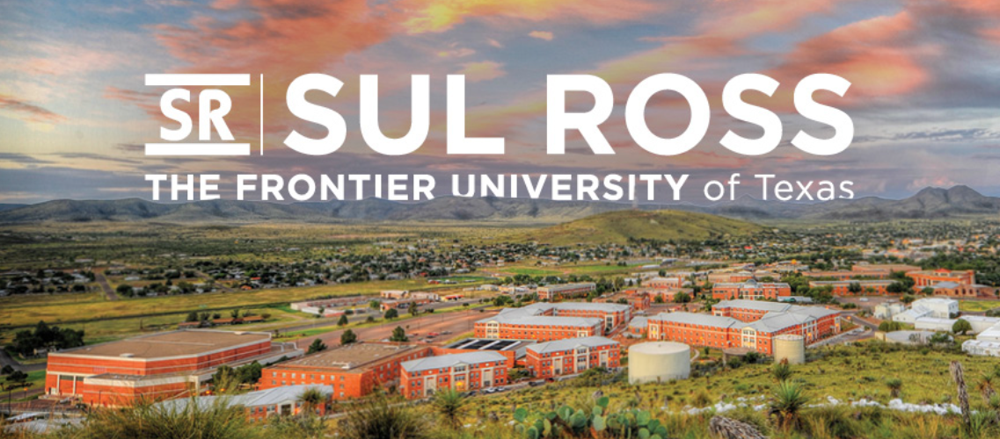 SR
SUL ROSS
THE FRONTIER UNIVERSITY of Texas